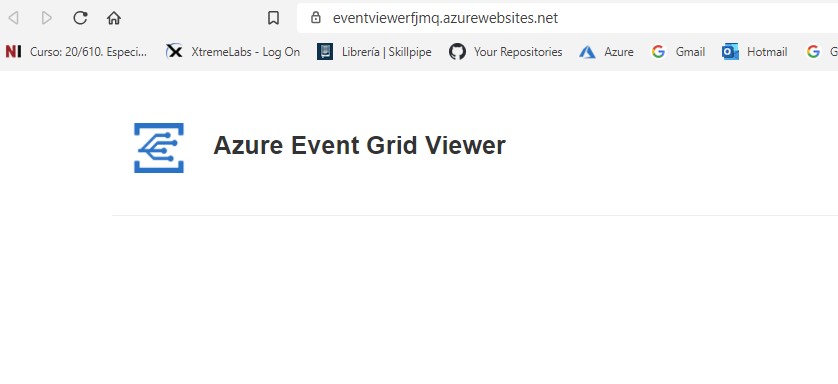 eventviewerfjmq.azurewebsites.net
NI Curso: 20/610. Especi... XtremeLabs - Log On Librería | Skillpipe Your Repositories Azure G Gmail Hotmail G G
Azure Event Grid Viewer